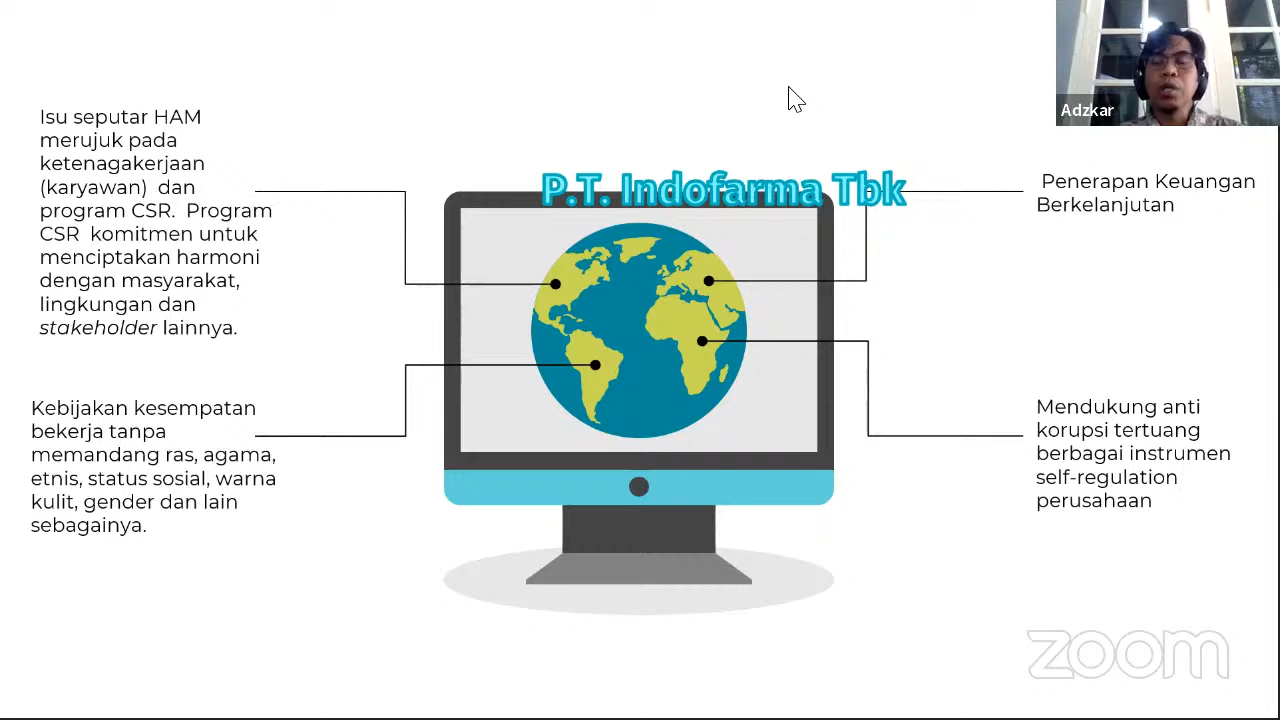 Adzkar
P.T. Indofarma Tbk
Isu seputar HAM
merujuk pada
ketenagakerjaan
(karyawan) dan
program CSR. Program
CSR komitmen untuk
menciptakan harmoni
dengan masyarakat,
lingkungan dan
stakeholder lainnya.
Penerapan Keuangan
Berkelanjutan
Kebijakan kesempatan
bekerja tanpa
memandang ras, agama,
etnis, status sosial, warna
kulit, gender dan lain
sebagainya.
Mendukung anti
korupsi tertuang
berbagai instrumen
self-regulation
perusahaan
zoom